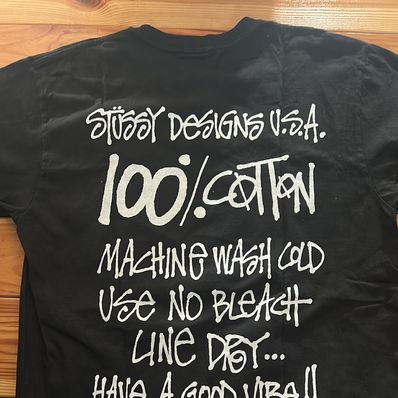 STÜSSY DESIGNS U.S.A.
100% COTTON
MACHINE WASH COLD
USE NO BLEACH
LINE DRY...
HAVE A GOOD VIBE!!